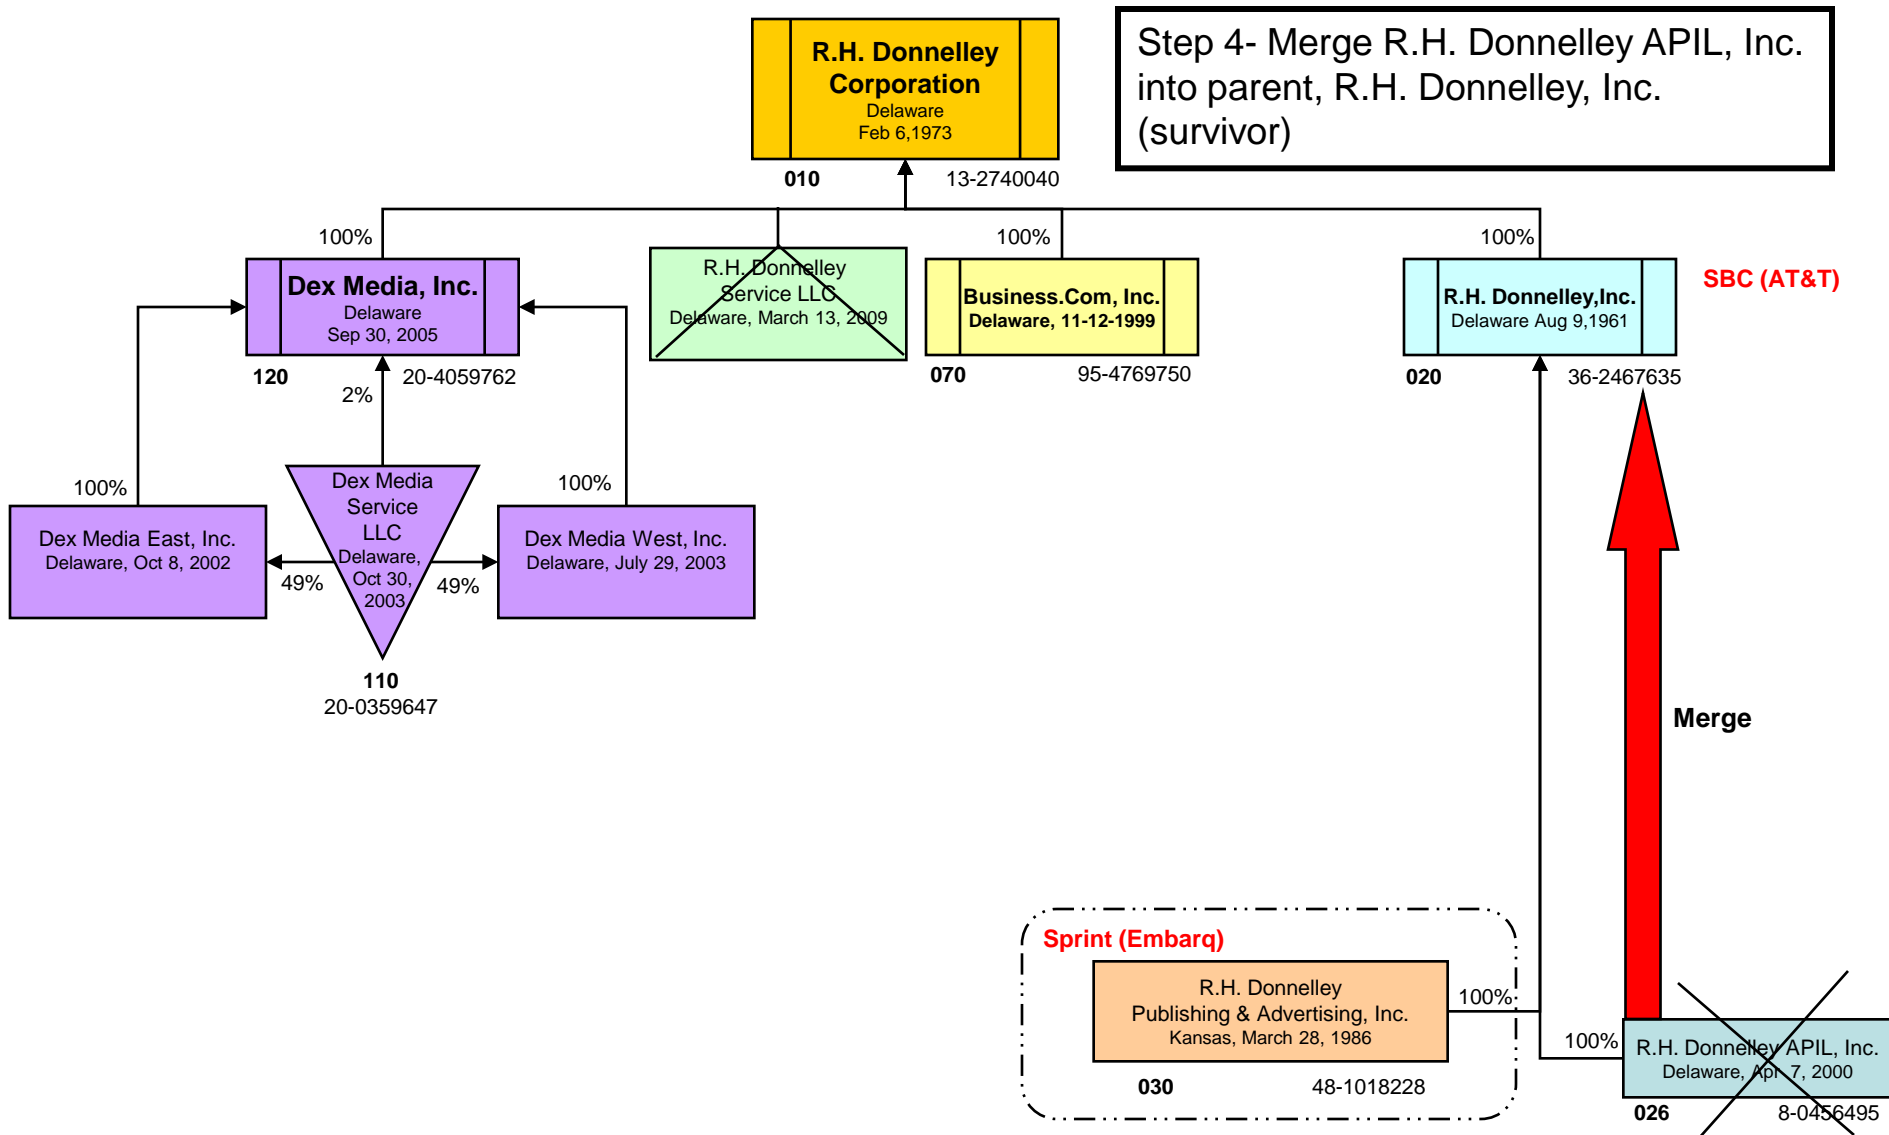 R.H. Donnelley
Corporation
Delaware
Feb 6,1973
010
13-2740040
Step 4- Merge R.H. Donnelley APIL, Inc.
into parent, R.H. Donnelley, Inc.
(survivor)
100%
100%
100%
Dex Media, Inc.
Delaware
Sep 30, 2005
120
20-4059762
R.H. Donnelley
Service LLC
Delaware, March 13, 2009
Business.Com, Inc.
Delaware, 11-12-1999
070
95-4769750
R.H. Donnelley,Inc.
Delaware Aug 9,1961
020
36-2467635
SBC (AT&T)
2%
100%
100%
Dex Media East, Inc.
Delaware, Oct 8, 2002
Dex Media
Service
LLC
Delaware,
Oct 30,
2003
Dex Media West, Inc.
Delaware, July 29, 2003
49%
49%
110
20-0359647
Merge
Sprint (Embarq)
R.H. Donnelley
Publishing & Advertising, Inc.
Kansas, March 28, 1986
030
48-1018228
100%
100%
R.H. Donnelley APIL, Inc.
Delaware, Apr. 7, 2000
026
8-0456495